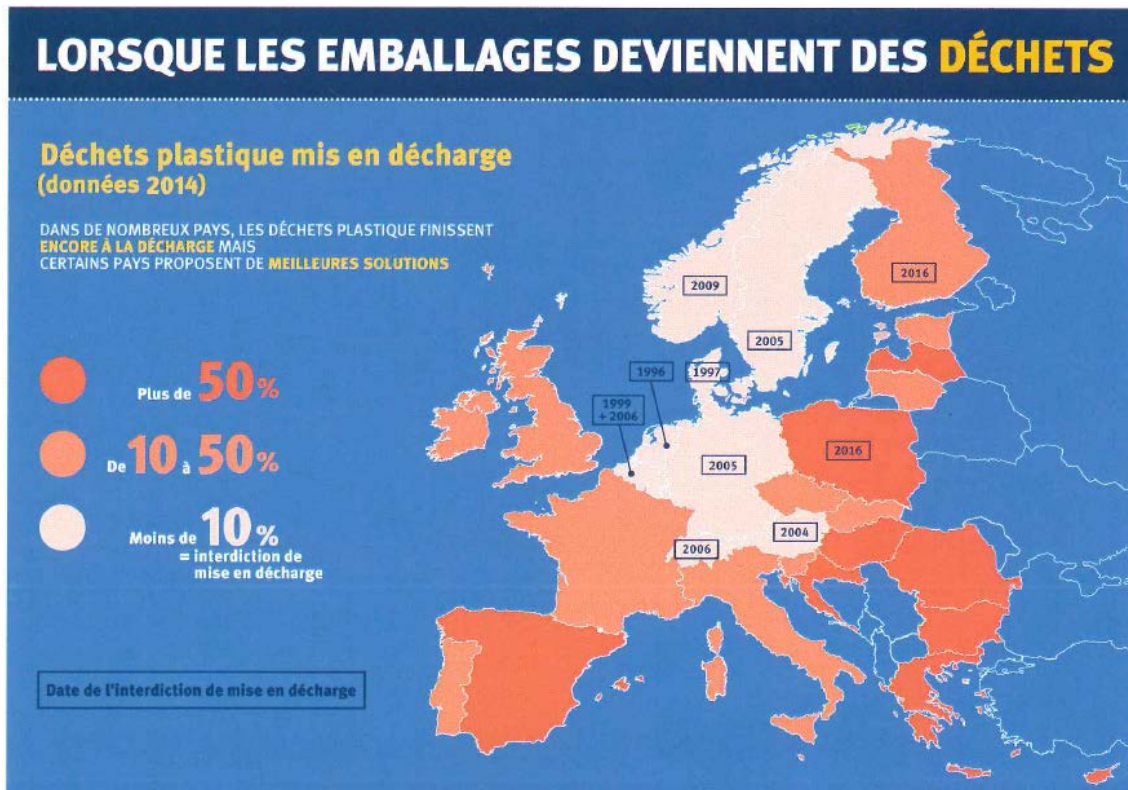 LORSQUE LES EMBALLAGES DEVIENNENT DES DÉCHETS
Déchets plastique mis en décharge
(données 2014)
DANS DE NOMBREUX PAYS, LES DÉCHETS PLASTIQUE FINISSENT
ENCORE À LA DÉCHARGE MAIS
CERTAINS PAYS PROPOSENT DE MEILLEURES SOLUTIONS
Plus de 50%
De 10 à 50%
Moins de 10%
= interdiction de
mise en décharge
Date de l'interdiction de mise en décharge
2016
2009
2005
1996
1997
1999
+ 2006
2005
2016
2004
2006